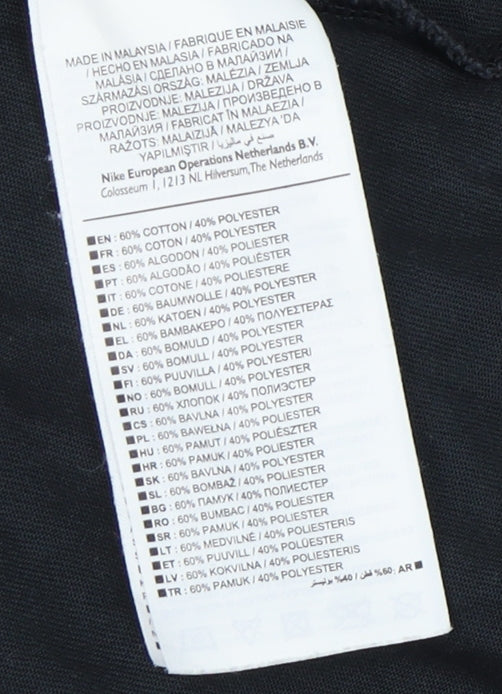 MADE IN MALAYSIA / FABRIQUE EN MALAISIE
/ HECHO EN MALASIA / FABRICADO NA
MALÁSIA / СДЕЛАНО В МАЛАЙЗИИ /
SZÁRMAZÁSI ORSZÁG: MALÉZIA / ZEMLJA
PROIZVODNJE: MALEZIJA / DRŽAVA
PROIZVODNJE: MALEZIJA / ПРОИЗВЕДЕНО В
МАЛАЙЗИЯ / FABRICAT ÎN MALAEZIA /
RAŽOTS: MALAIZIJĀ / MALEZYA 'DA
YAPILMIŞTIR / صنع في ماليزيا
Nike European Operations Netherlands B.V.
Colosseum 1, 1213 NL Hilversum, The Netherlands
EN : 60% COTTON / 40% POLYESTER
FR : 60% COTON / 40% POLYESTER
ES : 60% ALGODON / 40% POLIESTER
PT : 60% ALGODÃO / 40% POLIÉSTER
IT : 60% COTONE / 40% POLIESTERE
DE : 60% BAUMWOLLE / 40% POLYESTER
NL : 60% KATOEN / 40% POLYESTER
EL : 60% ΒΑΜΒΑΚΕΡΟ / 40% ΠΟΛΥΕΣΤΕΡΑΣ
DA : 60% BOMULD / 40% POLYESTER
SV : 60% BOMULL / 40% POLYESTER
FI : 60% PUUVILLA / 40% POLYESTERI
NO : 60% BOMULL / 40% POLYESTER
RU : 60% ХЛОПОК / 40% ПОЛИЭСТЕР
CS : 60% BAVLNA / 40% POLYESTER
PL : 60% BAWEŁNA / 40% POLYESTER
HU : 60% PAMUT / 40% POLIÉSZTER
HR : 60% PAMUK / 40% POLIESTER
SK : 60% BAVLNA / 40% POLYESTER
SL : 60% BOMBAŽ / 40% POLIESTER
BG : 60% ПАМУК / 40% ПОЛИЕСТЕР
RO : 60% BUMBAC / 40% POLIESTER
SR : 60% PAMUK / 40% POLIESTER
LT : 60% MEDVILNĖ / 40% POLIESTERIS
ET : 60% PUUVILL / 40% POLÜESTER
LV : 60% KOKVILNA / 40% POLIESTERIS
TR : 60% PAMUK / 40% POLYESTER
AR : 60% قطن / 40% بوليستر